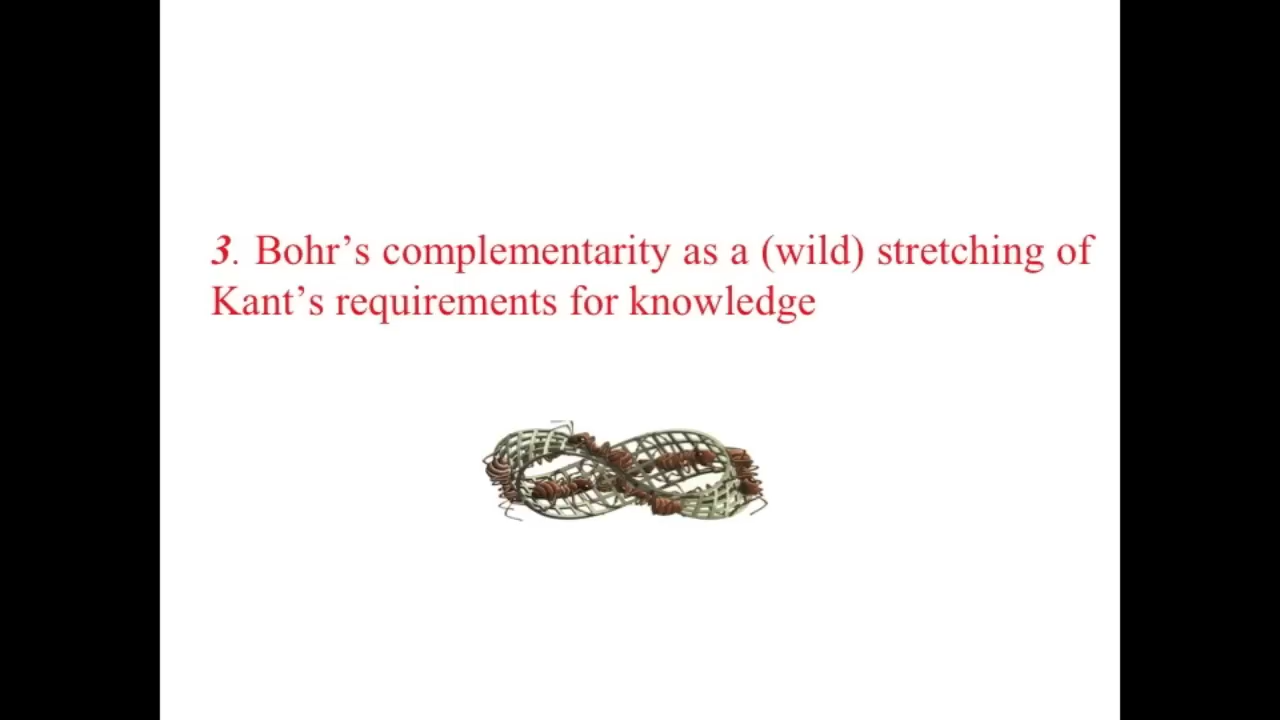 3. Bohr’s complementarity as a (wild) stretching of
Kant’s requirements for knowledge